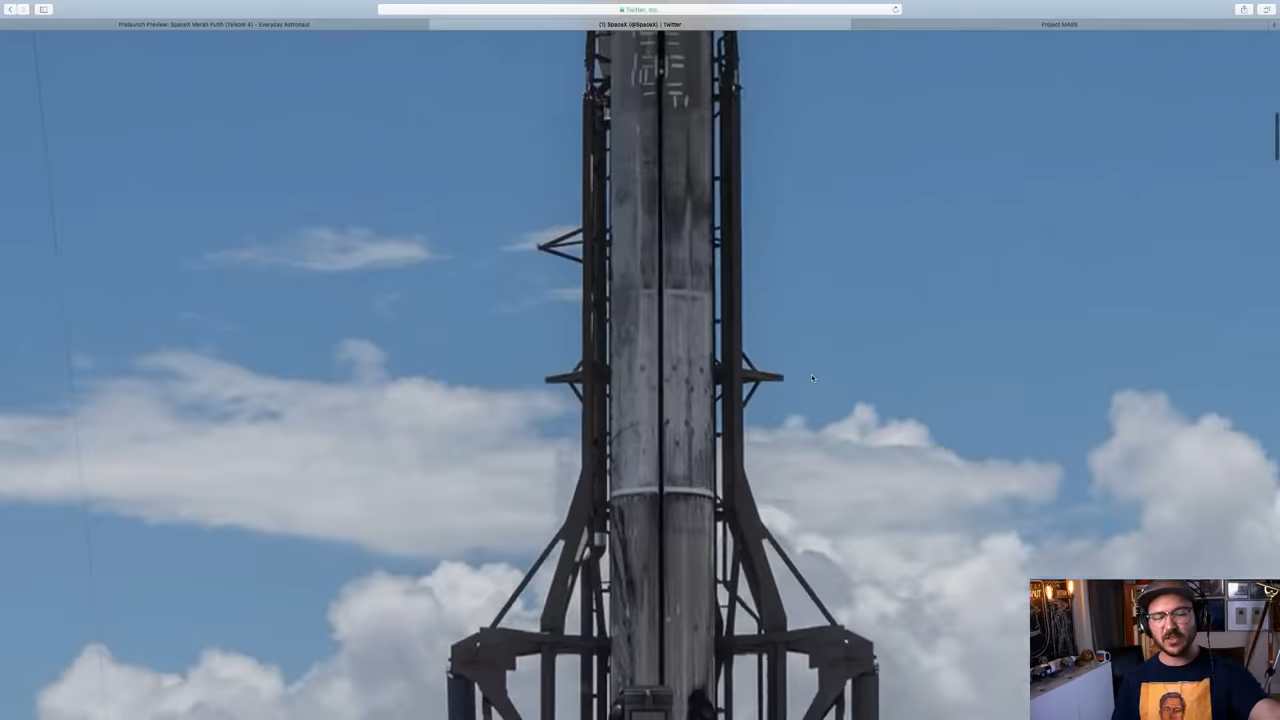 Twitter, Inc.
Prelaunch Preview: SpaceX Merah Putih (Telkom 4) - Everyday Astronaut
(1) SpaceX (@SpaceX) | Twitter
Project MARS